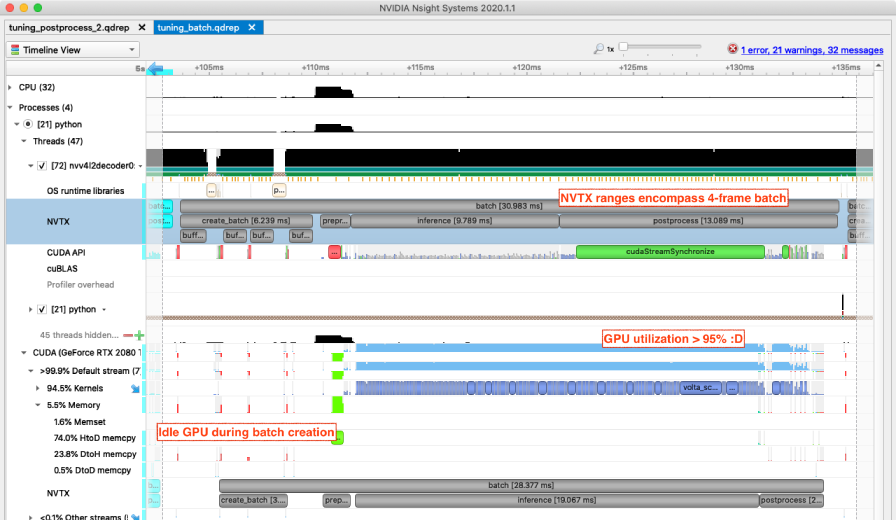 NVIDIA Nsight Systems 2020.1.1
tuning_postprocess_2.qdrep ✕ tuning_batch.qdrep ✕
Timeline View 1x 1 error, 21 warnings, 32 messages
6s +105ms +110ms +115ms +120ms +125ms +130ms +135ms
CPU (32)
Processes (4)
[21] python
Threads (47)
[72] nvv4l2decoder0:
OS runtime libraries ... p...
NVTX ranges encompass 4-frame batch
batc... batch [30.983 ms] batc...
NVTX post... create_batch [6.239 ms] prepr... inference [9.789 ms] postprocess [13.089 ms] crea...
buff... buf... buf... buf... buff...
CUDA API ... cudaStreamSynchronize
cuBLAS
Profiler overhead
[21] python
45 threads hidden...
GPU utilization > 95% :D
CUDA (GeForce RTX 2080 T
>99.9% Default stream (7
94.5% Kernels volta_sc... ...
5.5% Memory
1.6% Memset
Idle GPU during batch creation
74.0% HtoD memcpy ...
23.8% DtoH memcpy
0.5% DtoD memcpy
NVTX b... batch [28.377 ms]
p... create_batch [3.... prep... inference [19.067 ms] postprocess [2...
<0.1% Other streams (